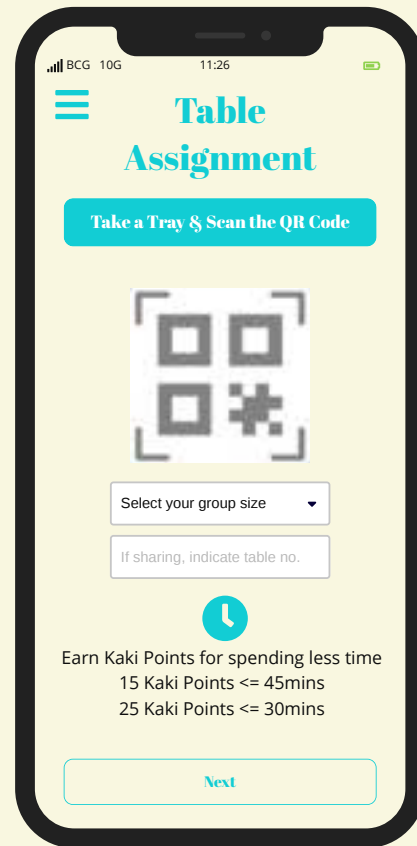 BCG 10G 11:26
Table
Assignment
Take a Tray & Scan the QR Code
Select your group size
If sharing, indicate table no.
Earn Kaki Points for spending less time
15 Kaki Points <= 45mins
25 Kaki Points <= 30mins
Next